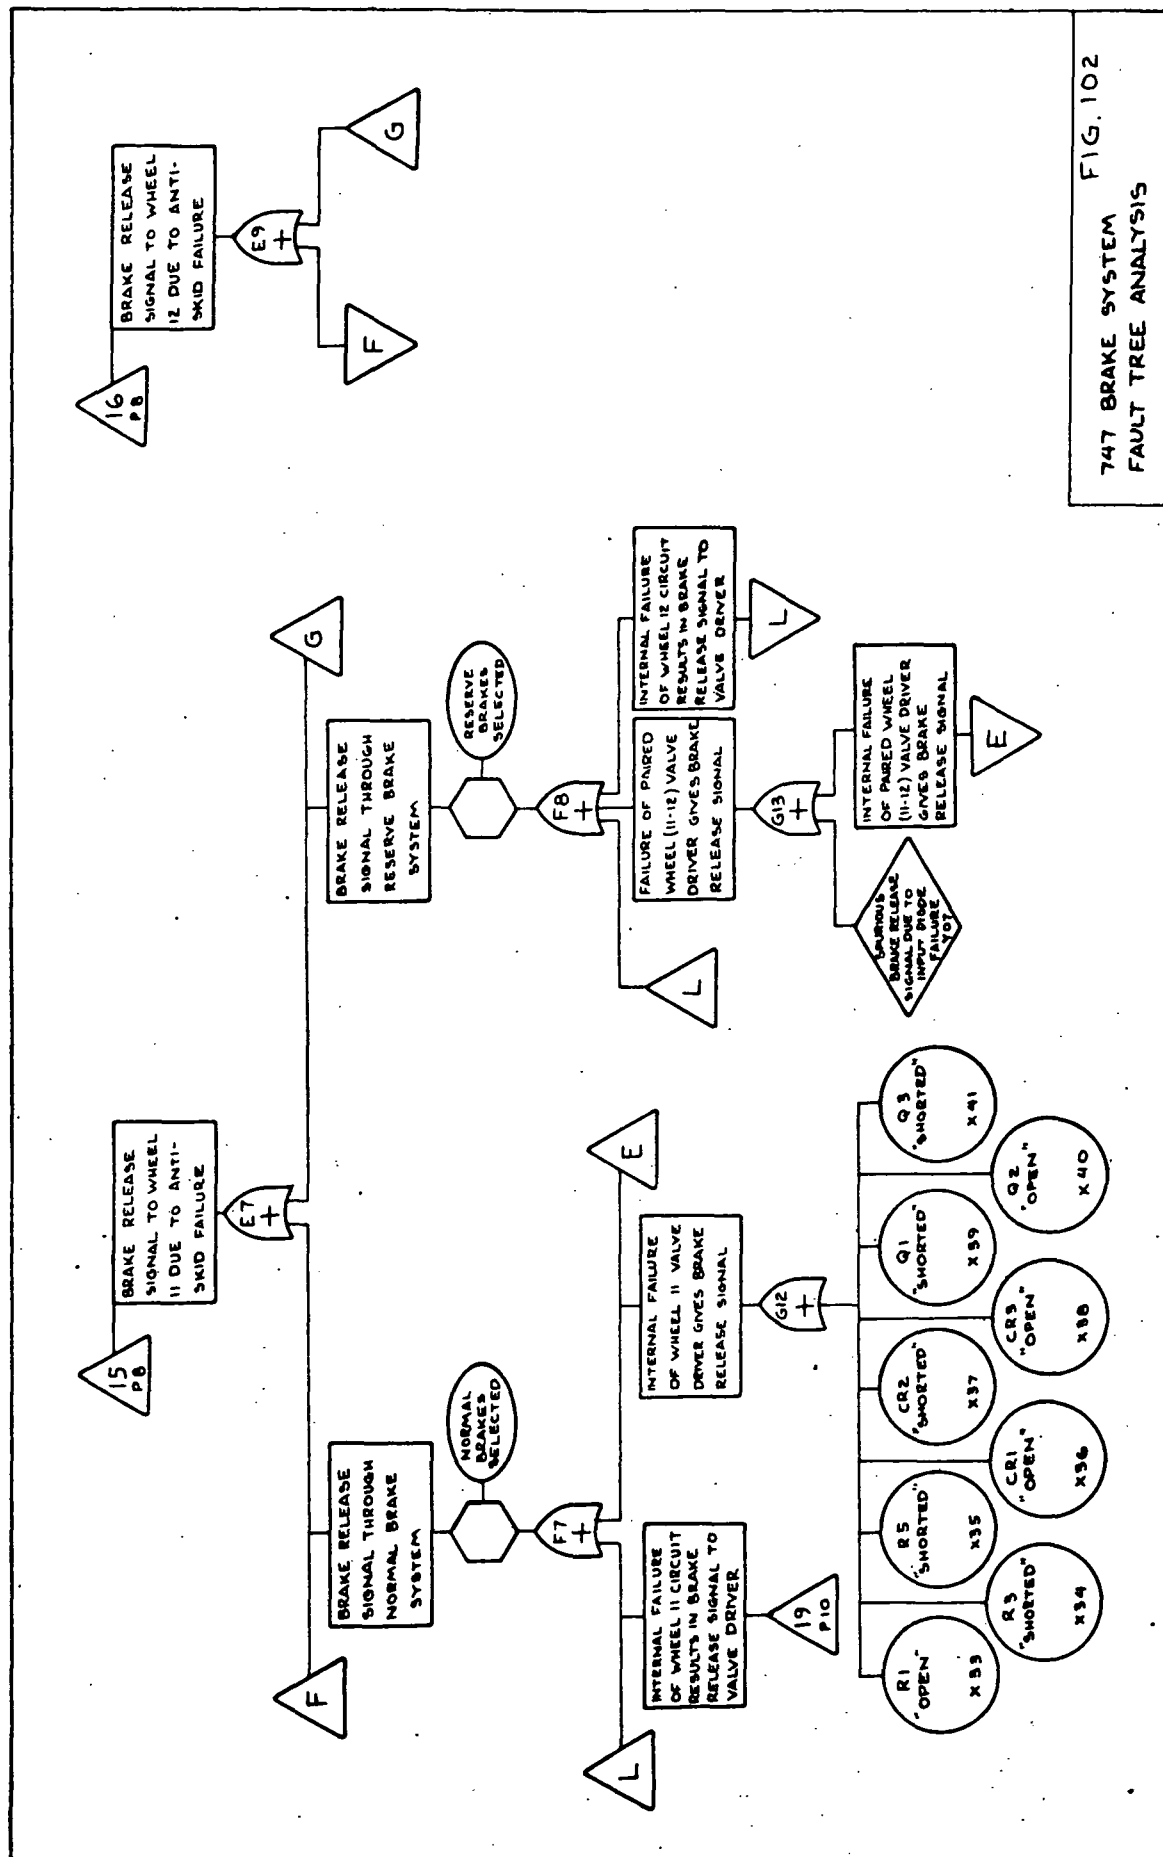 15
P8
BRAKE RELEASE
SIGNAL TO WHEEL
11 DUE TO ANTI-
SKID FAILURE
E7
+
16
P8
BRAKE RELEASE
SIGNAL TO WHEEL
12 DUE TO ANTI-
SKID FAILURE
E9
+
F
G
F
BRAKE RELEASE
SIGNAL THROUGH
NORMAL BRAKE
SYSTEM
NORMAL
BRAKES
SELECTED
F7
+
G
BRAKE RELEASE
SIGNAL THROUGH
RESERVE BRAKE
SYSTEM
RESERVE
BRAKES
SELECTED
F8
+
L
INTERNAL FAILURE
OF WHEEL 11 CIRCUIT
RESULTS IN BRAKE
RELEASE SIGNAL TO
VALVE DRIVER
19
P10
INTERNAL FAILURE
OF WHEEL 11 VALVE
DRIVER GIVES BRAKE
RELEASE SIGNAL
G12
+
E
L
FAILURE OF PAIRED
WHEEL (11-12) VALVE
DRIVER GIVES BRAKE
RELEASE SIGNAL
G13
+
INTERNAL FAILURE
OF WHEEL 12 CIRCUIT
RESULTS IN BRAKE
RELEASE SIGNAL TO
VALVE DRIVER
L
SPURIOUS
BRAKE RELEASE
SIGNAL DUE TO
INPUT DIODE
FAILURE
YO7
INTERNAL FAILURE
OF PAIRED WHEEL
(11-12) VALVE DRIVER
GIVES BRAKE
RELEASE SIGNAL
E
R1
"OPEN"
X33
R3
"SHORTED"
X34
R5
"SHORTED"
X35
CR1
"OPEN"
X36
CR2
"SHORTED"
X37
CR3
"OPEN"
X38
Q1
"SHORTED"
X39
Q2
"OPEN"
X40
Q3
"SHORTED"
X41
747 BRAKE SYSTEM FIG. 102
FAULT TREE ANALYSIS